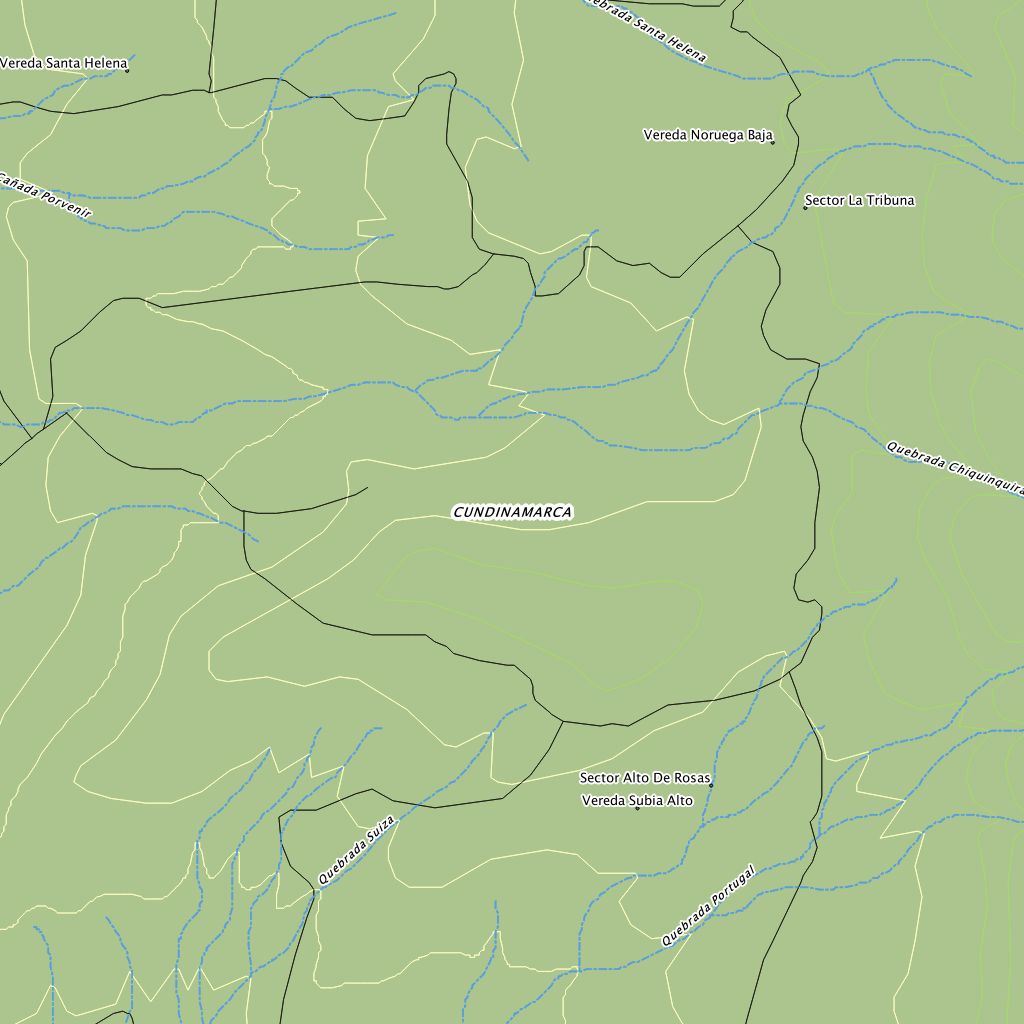 Quebrada Santa Helena
Vereda Santa Helena
Vereda Noruega Baja
Cañada Porvenir
Sector La Tribuna
Quebrada Chiquinquira
CUNDINAMARCA
Sector Alto De Rosas
Vereda Subia Alto
Quebrada Suiza
Quebrada Portugal